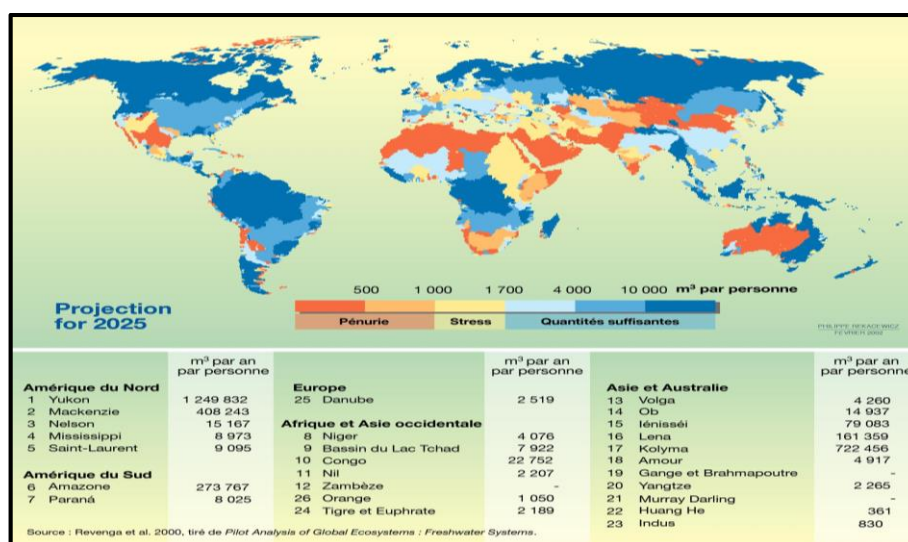 500 1 000 1 700 4 000 10 000 m³ par personne
Projection
for 2025
Pénurie Stress Quantités suffisantes
PHILIPPE REKACEWICZ
FÉVRIER 2002
m³ par an
par personne
Amérique du Nord
1 Yukon 1 249 832
2 Mackenzie 408 243
3 Nelson 15 167
4 Mississippi 8 973
5 Saint-Laurent 9 095
Amérique du Sud
6 Amazone 273 767
7 Paraná 8 025
m³ par an
par personne
Europe
25 Danube 2 519
Afrique et Asie occidentale
8 Niger 4 076
9 Bassin du Lac Tchad 7 922
10 Congo 22 752
11 Nil 2 207
12 Zambèze -
26 Orange 1 050
24 Tigre et Euphrate 2 189
m³ par an
par personne
Asie et Australie
13 Volga 4 260
14 Ob 14 937
15 Iénisséi 79 083
16 Lena 161 359
17 Kolyma 722 456
18 Amour 4 917
19 Gange et Brahmapoutre -
20 Yangtze 2 265
21 Murray Darling -
22 Huang He 361
23 Indus 830
Source : Revenga et al. 2000, tiré de Pilot Analysis of Global Ecosystems : Freshwater Systems.